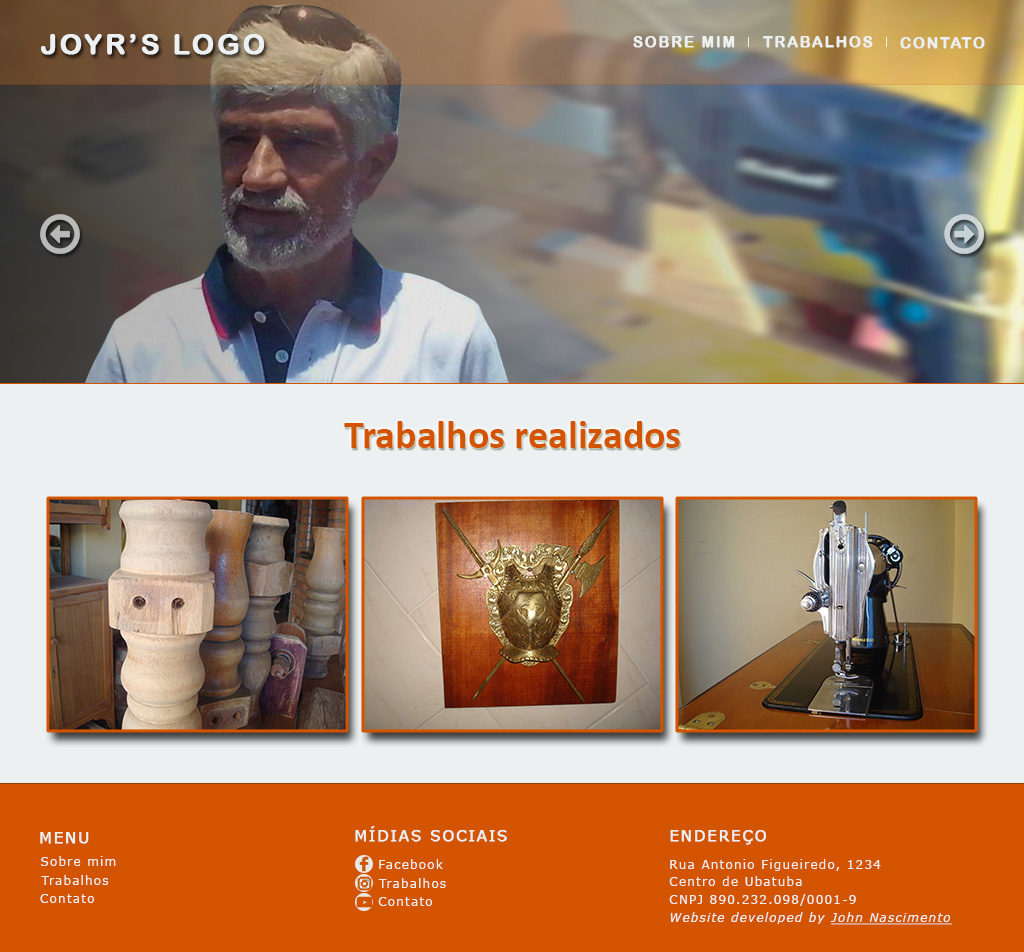 JOYR'S LOGO
SOBRE MIM | TRABALHOS | CONTATO
Trabalhos realizados
MENU
Sobre mim
Trabalhos
Contato
MÍDIAS SOCIAIS
Facebook
Trabalhos
Contato
ENDEREÇO
Rua Antonio Figueiredo, 1234
Centro de Ubatuba
CNPJ 890.232.098/0001-9
Website developed by John Nascimento